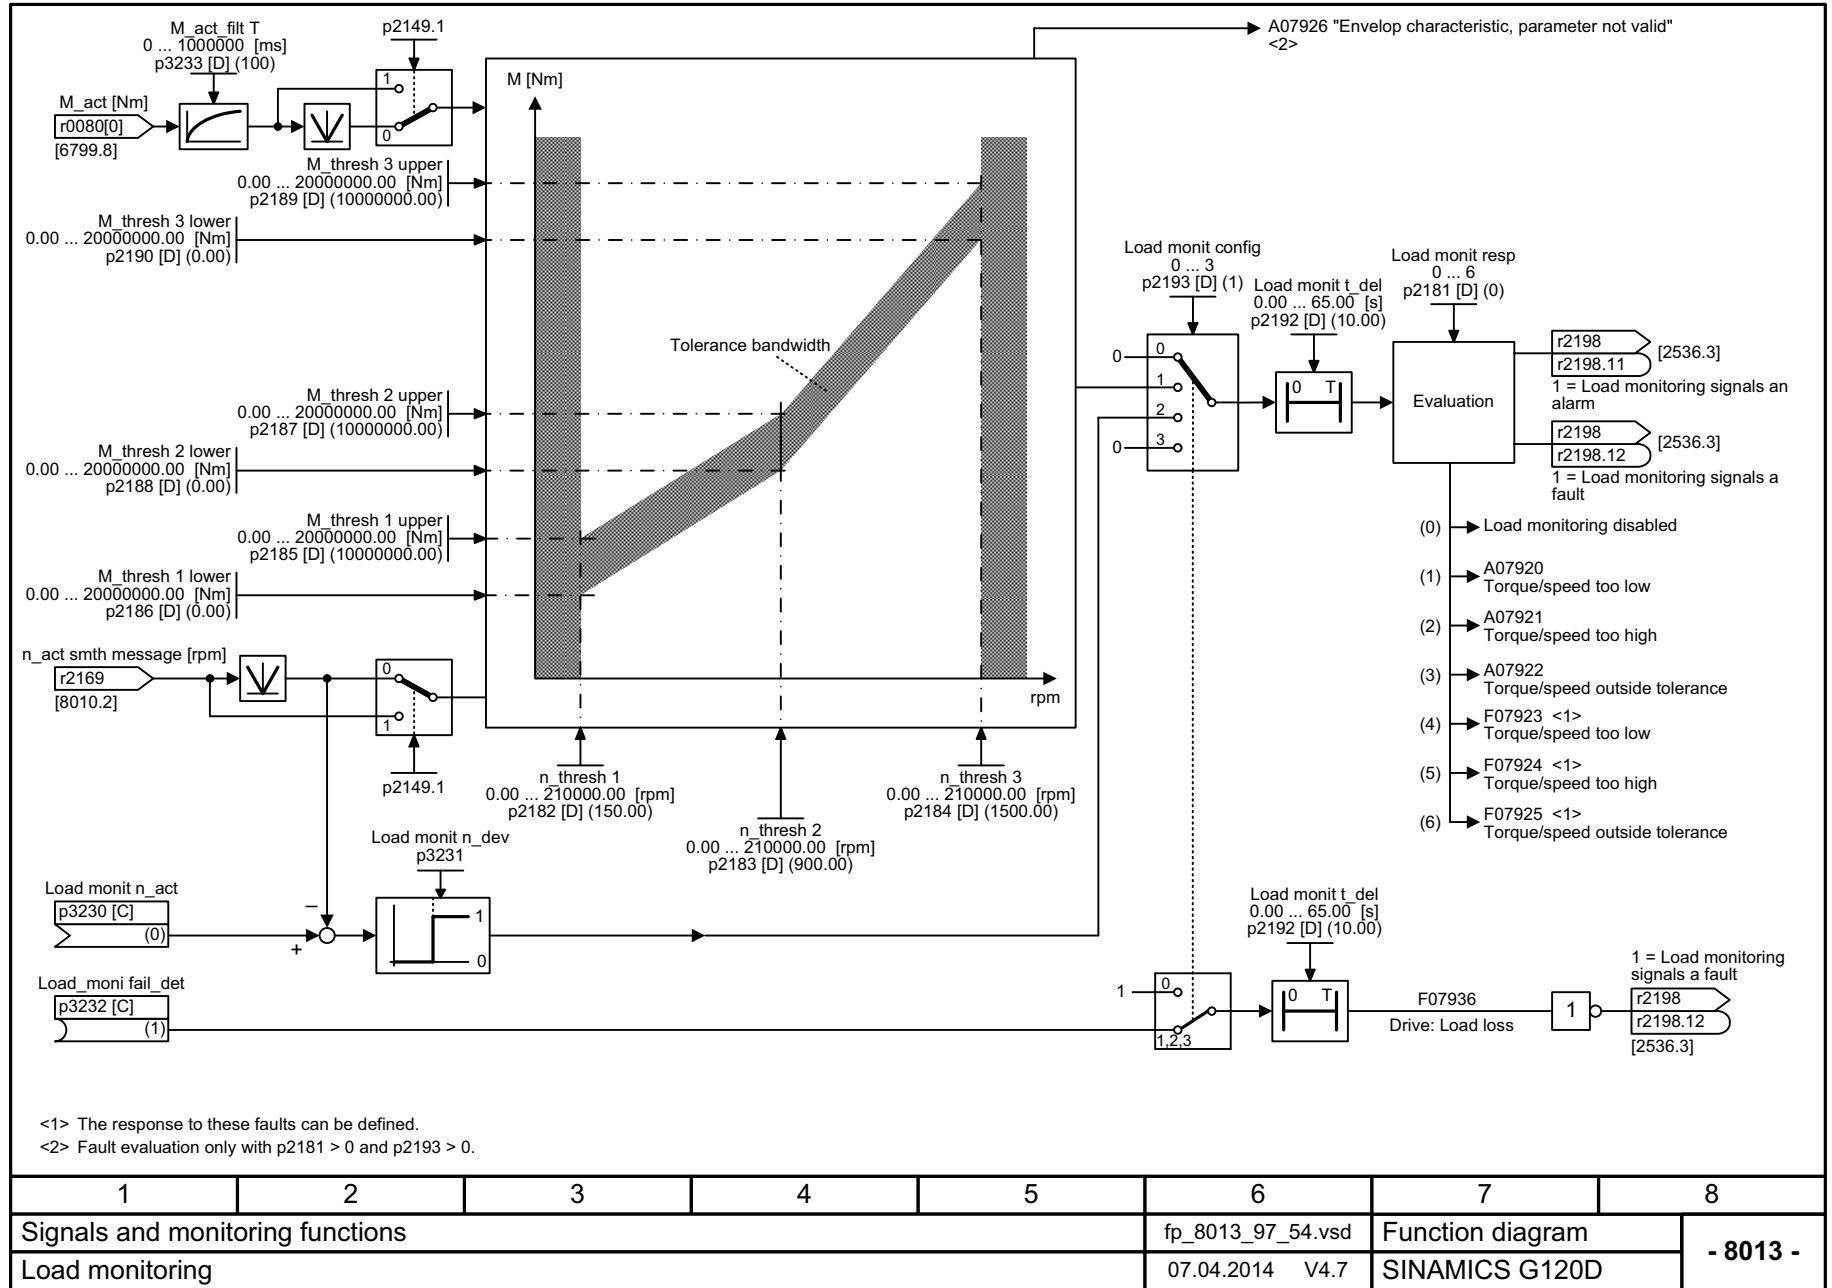 M_act_filt T
0 ... 1000000 [ms]
p3233 [D] (100)
p2149.1
1
0
M_act [Nm]
r0080[0]
[6799.8]
A07926 "Envelop characteristic, parameter not valid"
<2>
M [Nm]
M_thresh 3 upper
0.00 ... 20000000.00 [Nm]
p2189 [D] (10000000.00)
M_thresh 3 lower
0.00 ... 20000000.00 [Nm]
p2190 [D] (0.00)
Tolerance bandwidth
M_thresh 2 upper
0.00 ... 20000000.00 [Nm]
p2187 [D] (10000000.00)
M_thresh 2 lower
0.00 ... 20000000.00 [Nm]
p2188 [D] (0.00)
M_thresh 1 upper
0.00 ... 20000000.00 [Nm]
p2185 [D] (10000000.00)
M_thresh 1 lower
0.00 ... 20000000.00 [Nm]
p2186 [D] (0.00)
n_act smth message [rpm]
r2169
[8010.2]
0
1
p2149.1
rpm
n_thresh 1
0.00 ... 210000.00 [rpm]
p2182 [D] (150.00)
n_thresh 2
0.00 ... 210000.00 [rpm]
p2183 [D] (900.00)
n_thresh 3
0.00 ... 210000.00 [rpm]
p2184 [D] (1500.00)
Load monit config
0 ... 3
p2193 [D] (1)
0 0
1
2
0 3
Load monit t_del
0.00 ... 65.00 [s]
p2192 [D] (10.00)
0 T
Load monit resp
0 ... 6
p2181 [D] (0)
Evaluation
r2198
r2198.11
[2536.3]
1 = Load monitoring signals an
alarm
r2198
r2198.12
[2536.3]
1 = Load monitoring signals a
fault
(0) Load monitoring disabled
(1) A07920
Torque/speed too low
(2) A07921
Torque/speed too high
(3) A07922
Torque/speed outside tolerance
(4) F07923 <1>
Torque/speed too low
(5) F07924 <1>
Torque/speed too high
(6) F07925 <1>
Torque/speed outside tolerance
Load monit n_dev
p3231
1
0
Load monit n_act
p3230 [C]
(0)
–
+
Load_moni fail_det
p3232 [C]
(1)
1 0
1,2,3
Load monit t_del
0.00 ... 65.00 [s]
p2192 [D] (10.00)
0 T
F07936
Drive: Load loss
1
1 = Load monitoring
signals a fault
r2198
r2198.12
[2536.3]
<1> The response to these faults can be defined.
<2> Fault evaluation only with p2181 > 0 and p2193 > 0.
1 2 3 4 5 6 7 8
Signals and monitoring functions
fp_8013_97_54.vsd
Function diagram
- 8013 -
Load monitoring
07.04.2014 V4.7
SINAMICS G120D